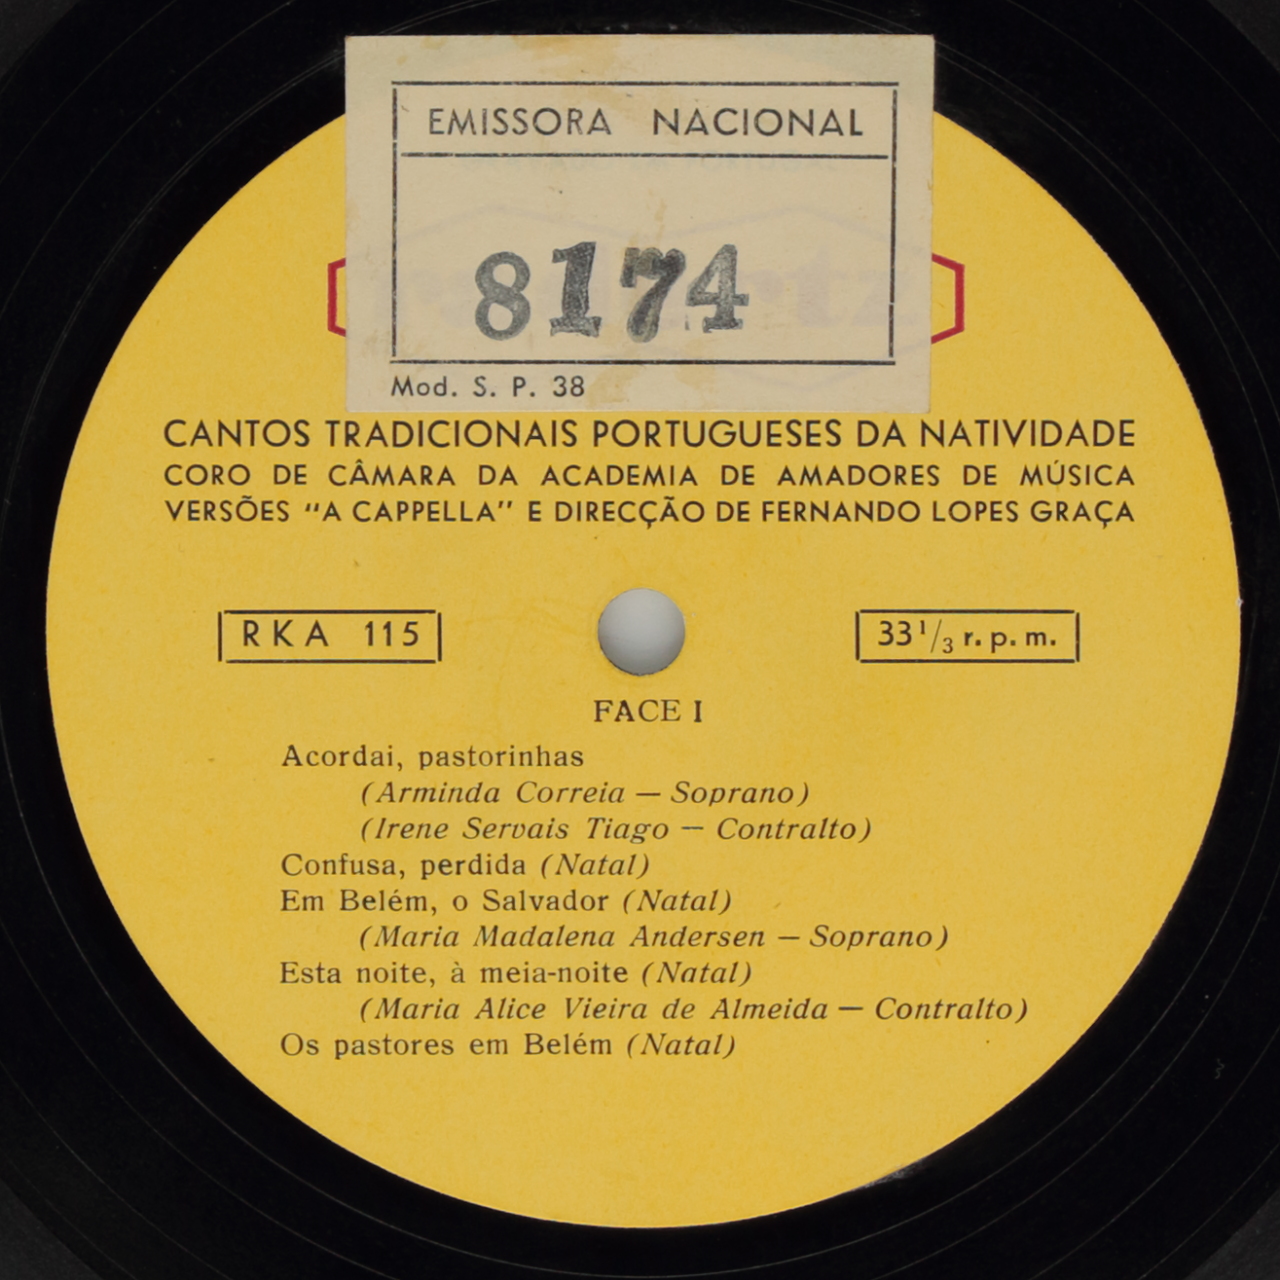 EMISSORA NACIONAL
8174
Mod. S. P. 38
CANTOS TRADICIONAIS PORTUGUESES DA NATIVIDADE
CORO DE CÂMARA DA ACADEMIA DE AMADORES DE MÚSICA
VERSÕES "A CAPPELLA" E DIRECÇÃO DE FERNANDO LOPES GRAÇA
RKA 115
33 1/3 r. p. m.
FACE I
Acordai, pastorinhas
(Arminda Correia — Soprano)
(Irene Servais Tiago — Contralto)
Confusa, perdida (Natal)
Em Belém, o Salvador (Natal)
(Maria Madalena Andersen — Soprano)
Esta noite, à meia-noite (Natal)
(Maria Alice Vieira de Almeida — Contralto)
Os pastores em Belém (Natal)